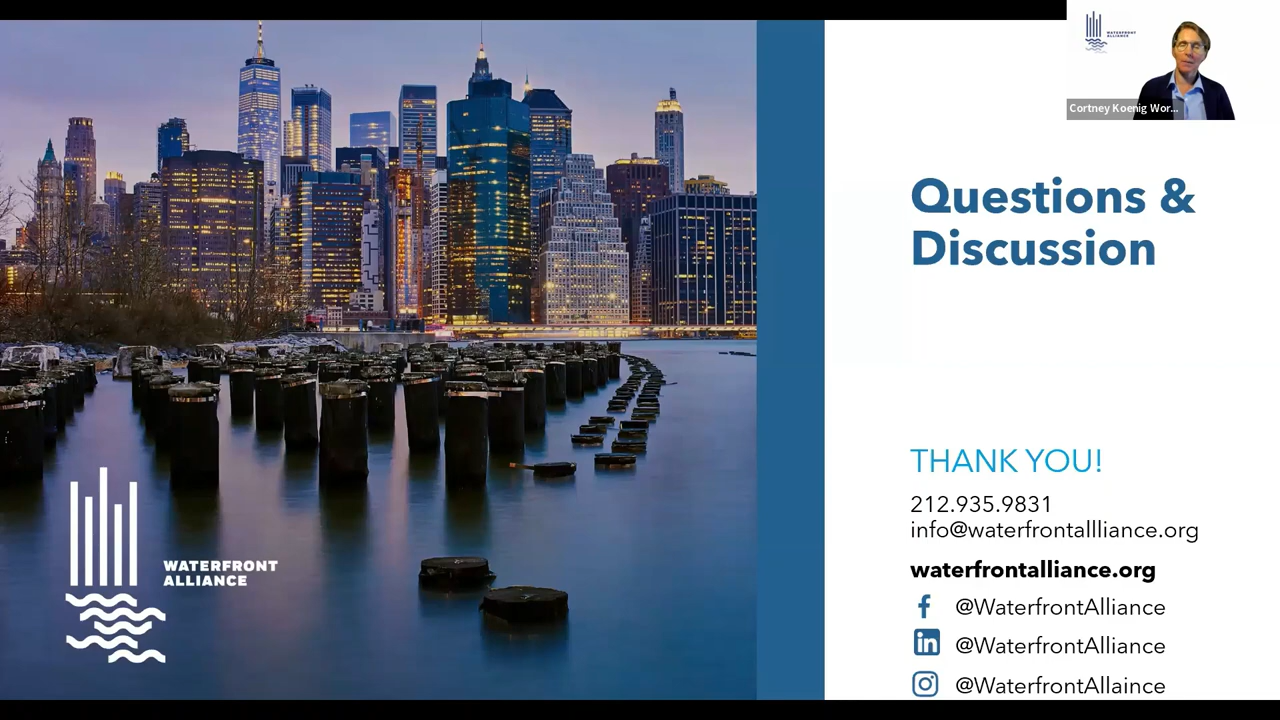 WATERFRONT
ALLIANCE
Cortney Koenig Wor...
Questions &
Discussion
THANK YOU!
212.935.9831
info@waterfrontallliance.org
waterfrontalliance.org
@WaterfrontAlliance
@WaterfrontAlliance
@WaterfrontAllaince
WATERFRONT
ALLIANCE